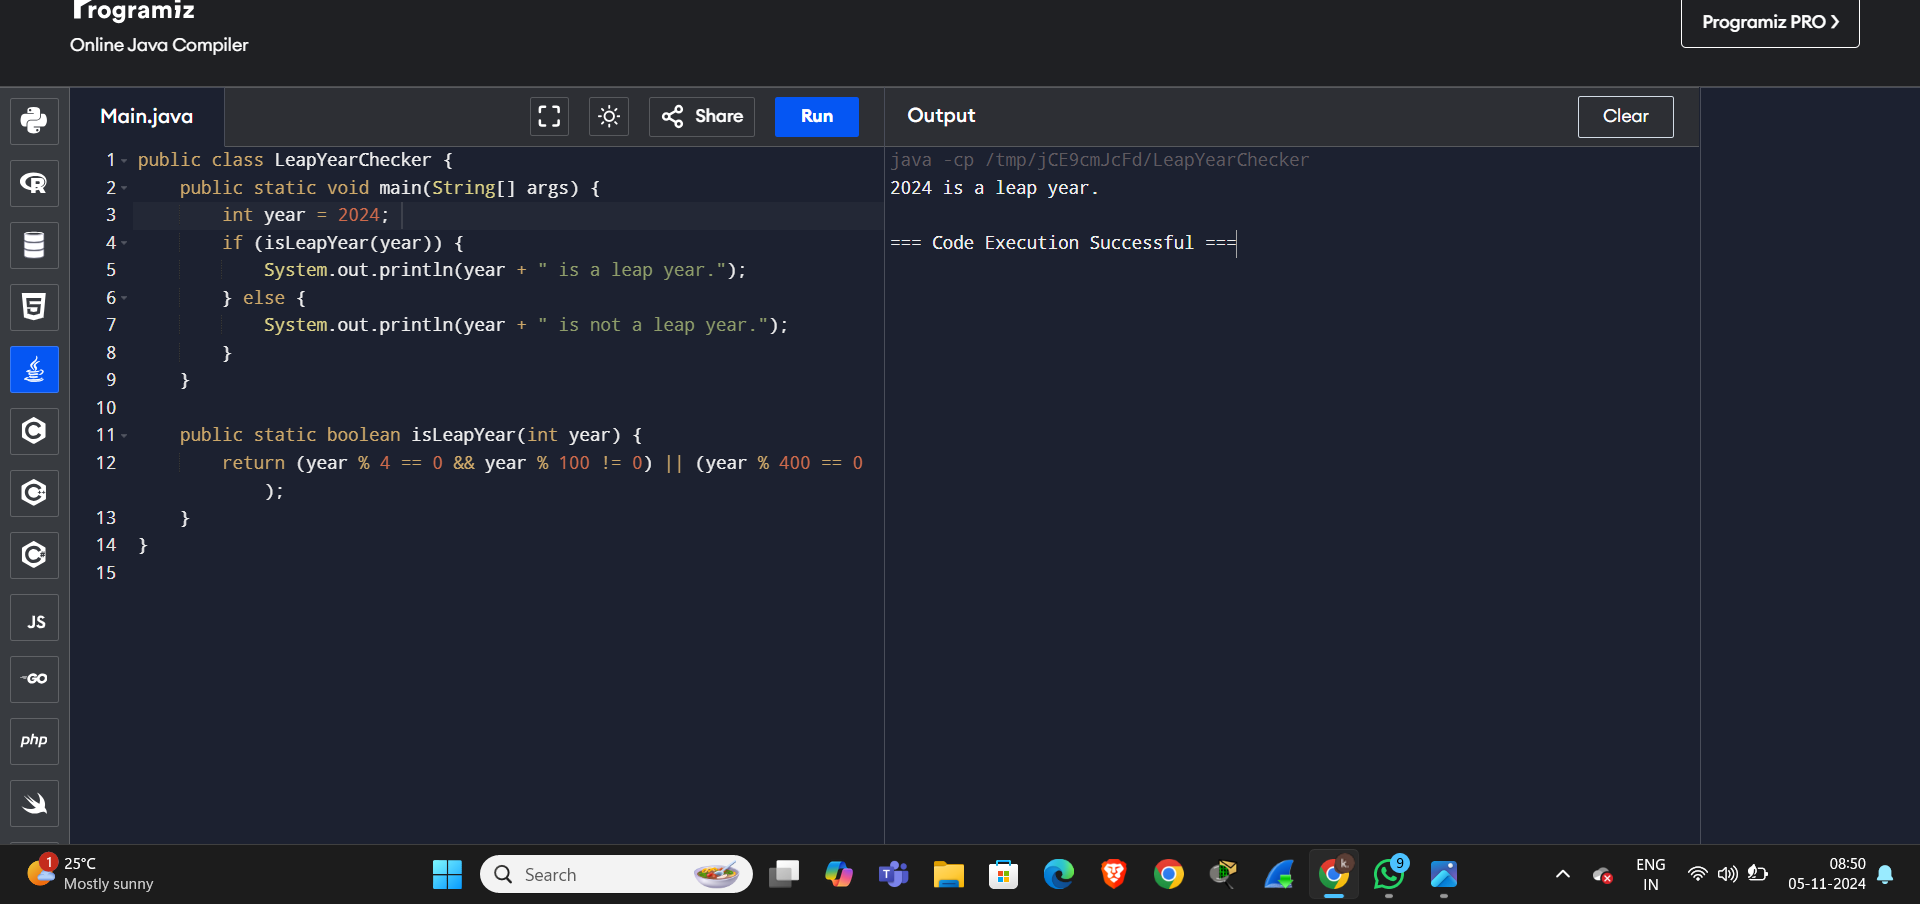 Programiz
Online Java Compiler
Programiz PRO ❯
Main.java
Share
Run
Output
Clear
1 public class LeapYearChecker {
2     public static void main(String[] args) {
3         int year = 2024;
4         if (isLeapYear(year)) {
5             System.out.println(year + " is a leap year.");
6         } else {
7             System.out.println(year + " is not a leap year.");
8         }
9     }
10
11     public static boolean isLeapYear(int year) {
12         return (year % 4 == 0 && year % 100 != 0) || (year % 400 == 0
            );
13     }
14 }
15
java -cp /tmp/jCE9cmJcFd/LeapYearChecker
2024 is a leap year.
=== Code Execution Successful ===
R
5
C
C++
C#
JS
GO
php
1
25°C
Mostly sunny
Search
T
k.
9
ENG
IN
08:50
05-11-2024